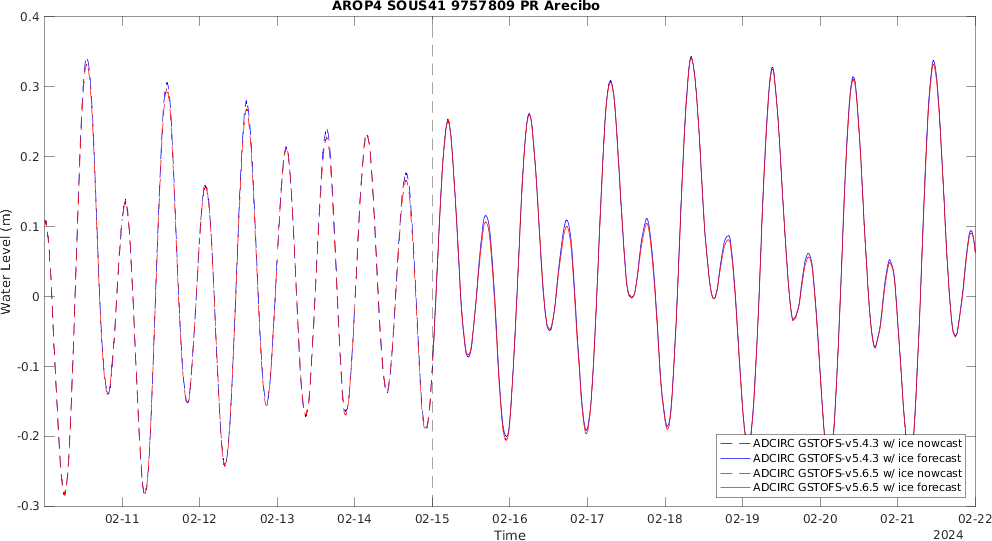 AROP4 SOUS41 9757809 PR Arecibo
0.4
0.3
0.2
0.1
0
-0.1
-0.2
-0.3
Water Level (m)
ADCIRC GSTOFS-v5.4.3 w/ ice nowcast
ADCIRC GSTOFS-v5.4.3 w/ ice forecast
ADCIRC GSTOFS-v5.6.5 w/ ice nowcast
ADCIRC GSTOFS-v5.6.5 w/ ice forecast
02-11 02-12 02-13 02-14 02-15 02-16 02-17 02-18 02-19 02-20 02-21 02-22
Time
2024